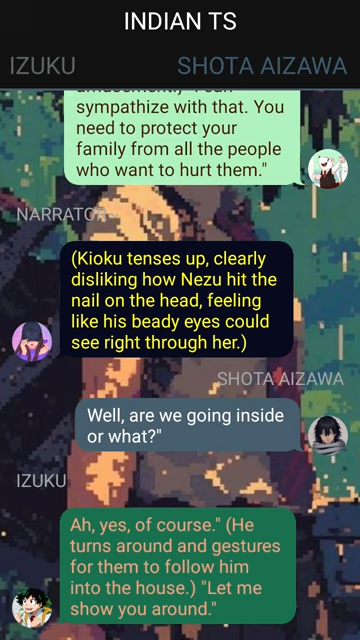 INDIAN TS
IZUKU
SHOTA AIZAWA
sympathize with that. You
need to protect your
family from all the people
who want to hurt them."
NARRATOR
(Kioku tenses up, clearly
disliking how Nezu hit the
nail on the head, feeling
like his beady eyes could
see right through her.)
SHOTA AIZAWA
Well, are we going inside
or what?"
IZUKU
Ah, yes, of course." (He
turns around and gestures
for them to follow him
into the house.) "Let me
show you around."